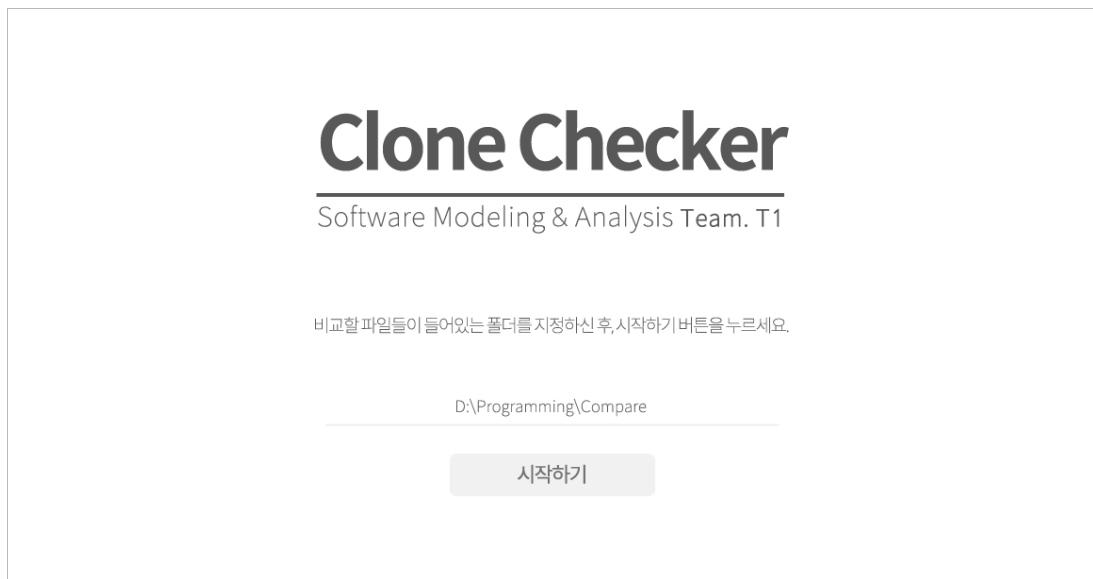 Clone Checker
Software Modeling & Analysis Team. T1
비교할 파일들이 들어있는 폴더를 지정하신 후, 시작하기 버튼을 누르세요.
D:\Programming\Compare
시작하기